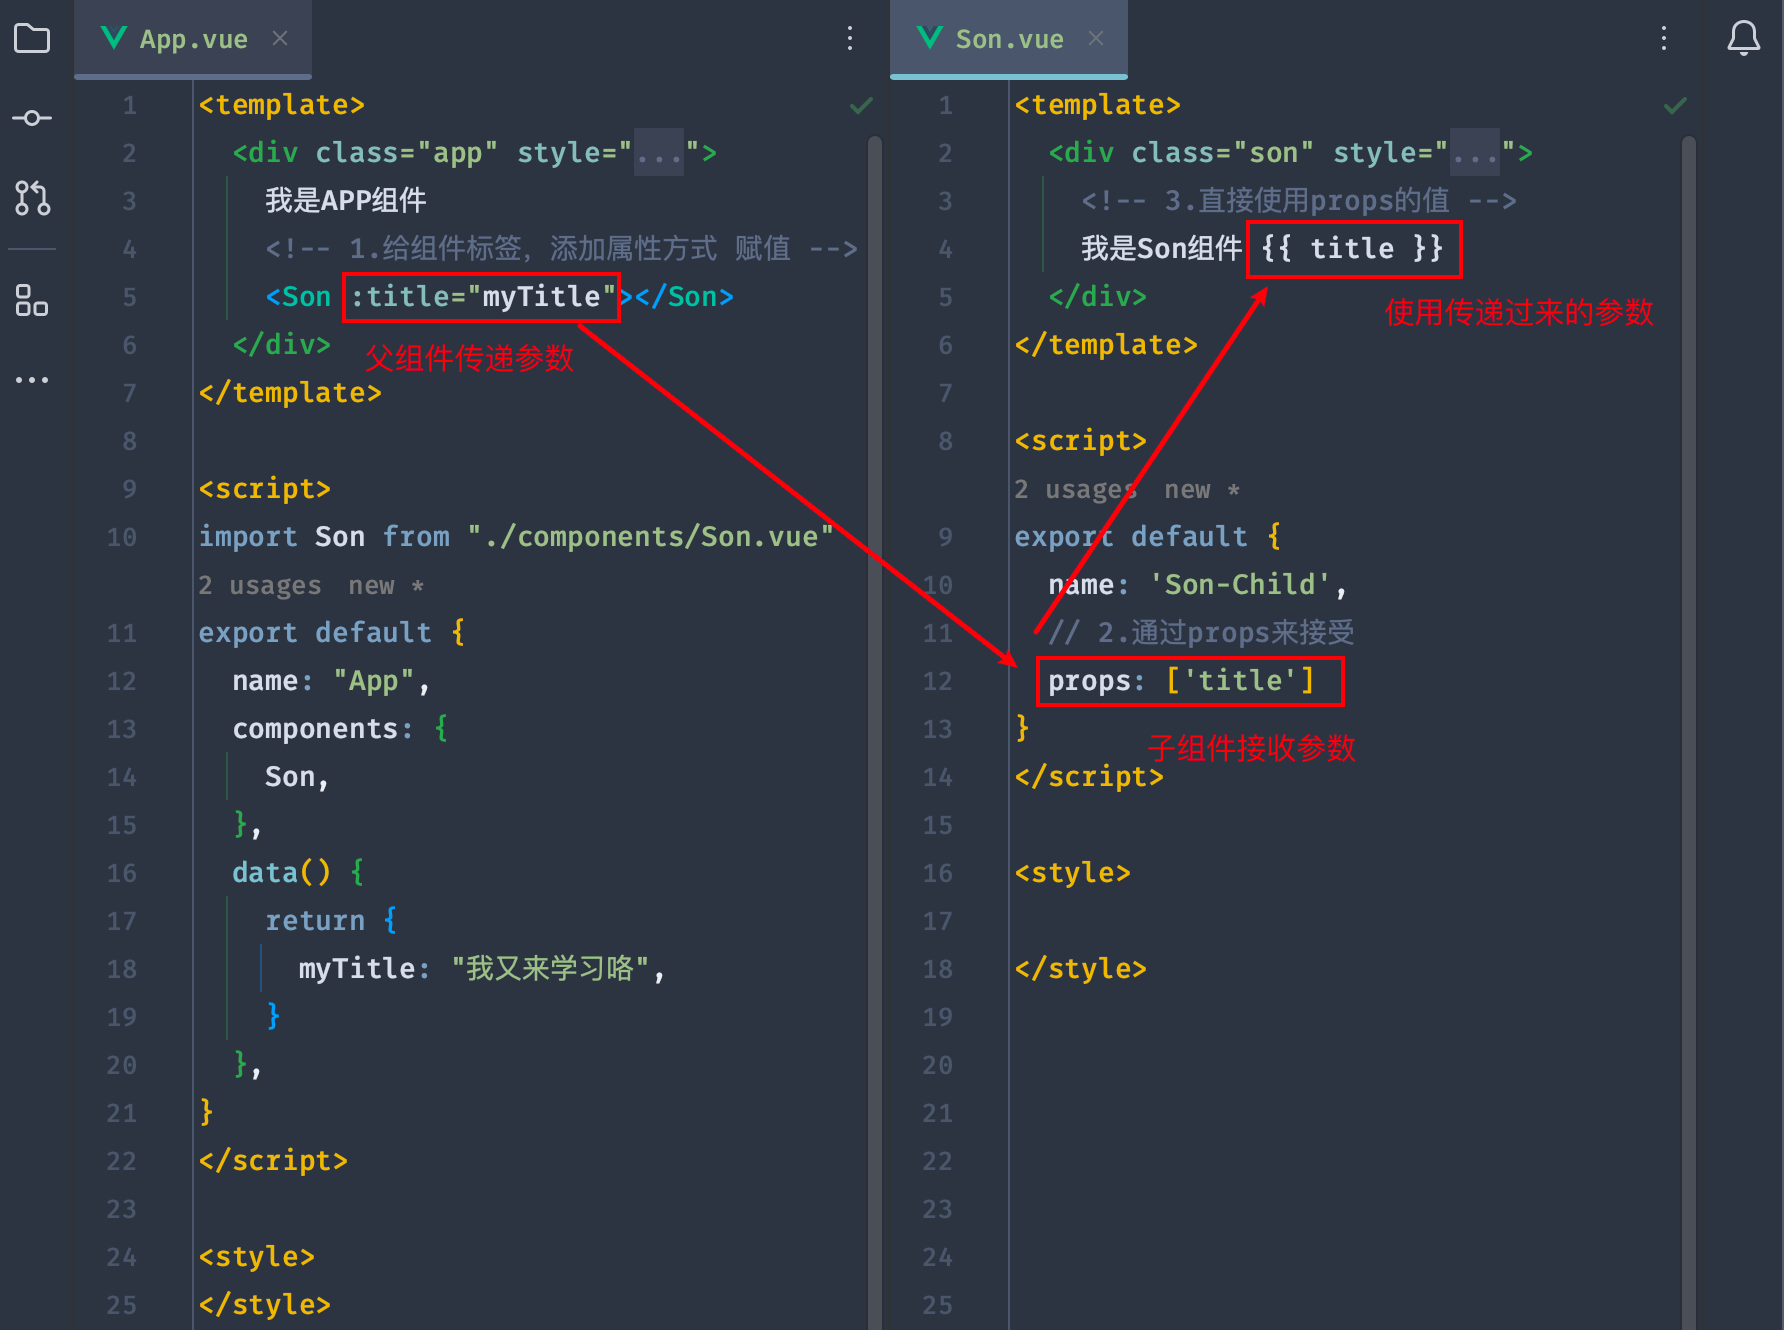 App.vue
1 <template>
2 <div class="app" style="...">
3 我是APP组件
4 <!-- 1.给组件标签，添加属性方式 赋值 -->
5 <Son :title="myTitle"></Son>
6 </div>
父组件传递参数
7 </template>
8
9 <script>
10 import Son from "./components/Son.vue"
2 usages new *
11 export default {
12 name: "App",
13 components: {
14 Son,
15 },
16 data() {
17 return {
18 myTitle: "我又来学习咯",
19 }
20 },
21 }
22 </script>
23
24 <style>
25 </style>
Son.vue
1 <template>
2 <div class="son" style="...">
3 <!-- 3.直接使用props的值 -->
4 我是Son组件 {{ title }}
5 </div>
使用传递过来的参数
6 </template>
7
8 <script>
2 usages new *
9 export default {
10 name: 'Son-Child',
11 // 2.通过props来接受
12 props: ['title']
13 }
子组件接收参数
14 </script>
15
16 <style>
17
18 </style>
19
20
21
22
23
24
25